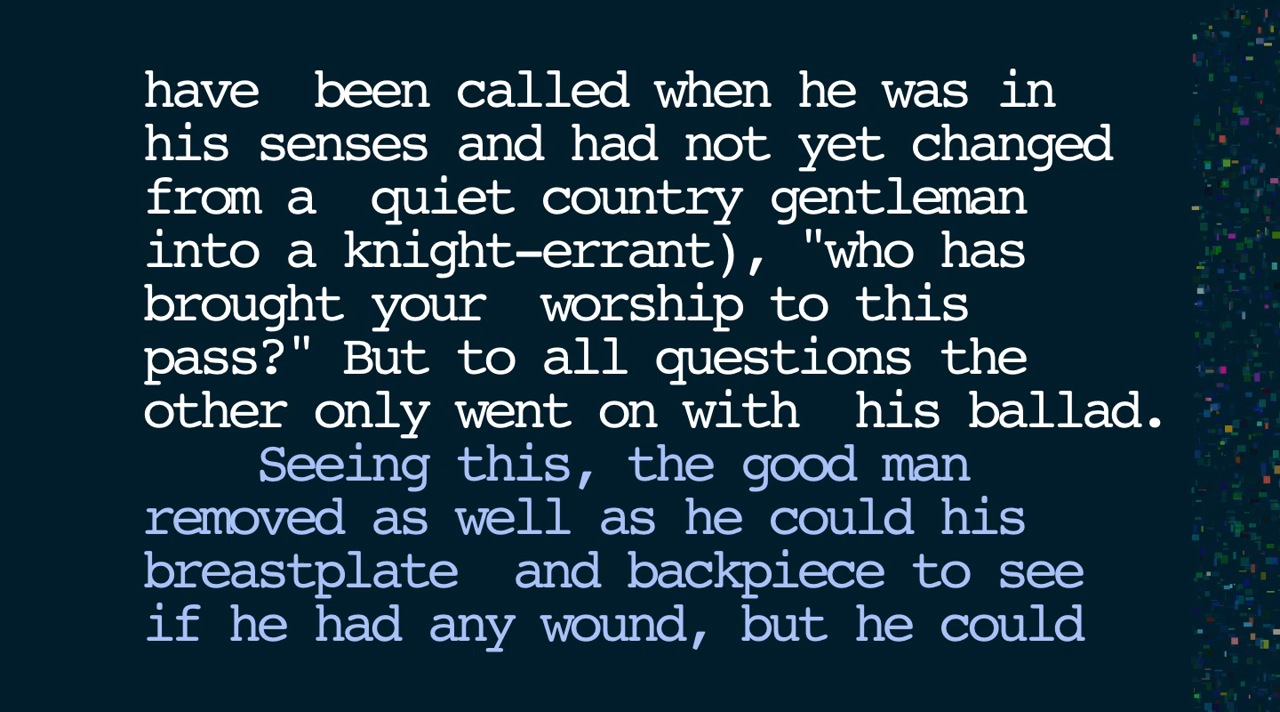 have  been called when he was in
his senses and had not yet changed
from a  quiet country gentleman
into a knight-errant), "who has
brought your  worship to this
pass?" But to all questions the
other only went on with  his ballad.
    Seeing this, the good man
removed as well as he could his
breastplate  and backpiece to see
if he had any wound, but he could